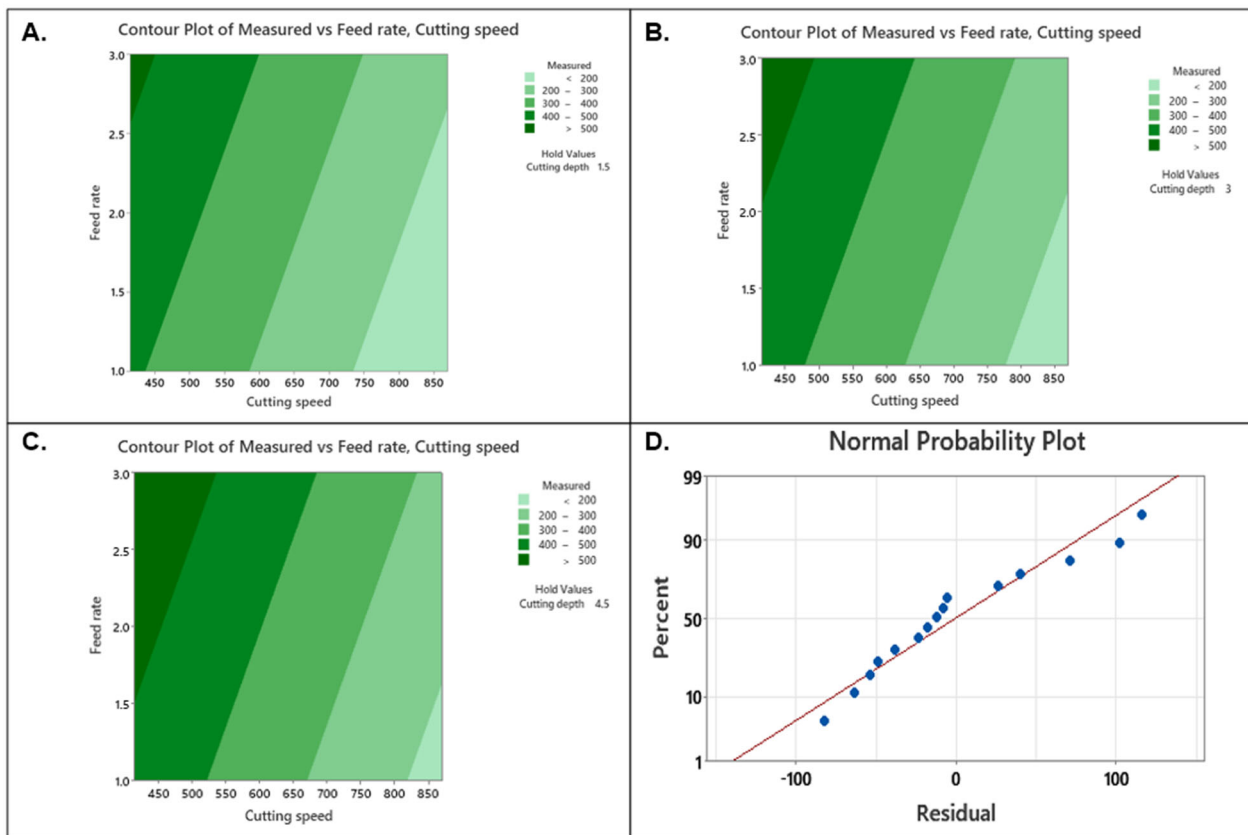 A.
Contour Plot of Measured vs Feed rate, Cutting speed
3.0
2.5
2.0
1.5
1.0
Feed rate
450 500 550 600 650 700 750 800 850
Cutting speed
Measured
< 200
200 – 300
300 – 400
400 – 500
> 500
Hold Values
Cutting depth 1.5
B.
Contour Plot of Measured vs Feed rate, Cutting speed
3.0
2.5
2.0
1.5
1.0
Feed rate
450 500 550 600 650 700 750 800 850
Cutting speed
Measured
< 200
200 – 300
300 – 400
400 – 500
> 500
Hold Values
Cutting depth 3
C.
Contour Plot of Measured vs Feed rate, Cutting speed
3.0
2.5
2.0
1.5
1.0
Feed rate
450 500 550 600 650 700 750 800 850
Cutting speed
Measured
< 200
200 – 300
300 – 400
400 – 500
> 500
Hold Values
Cutting depth 4.5
D.
Normal Probability Plot
99
90
50
10
1
Percent
-100 0 100
Residual